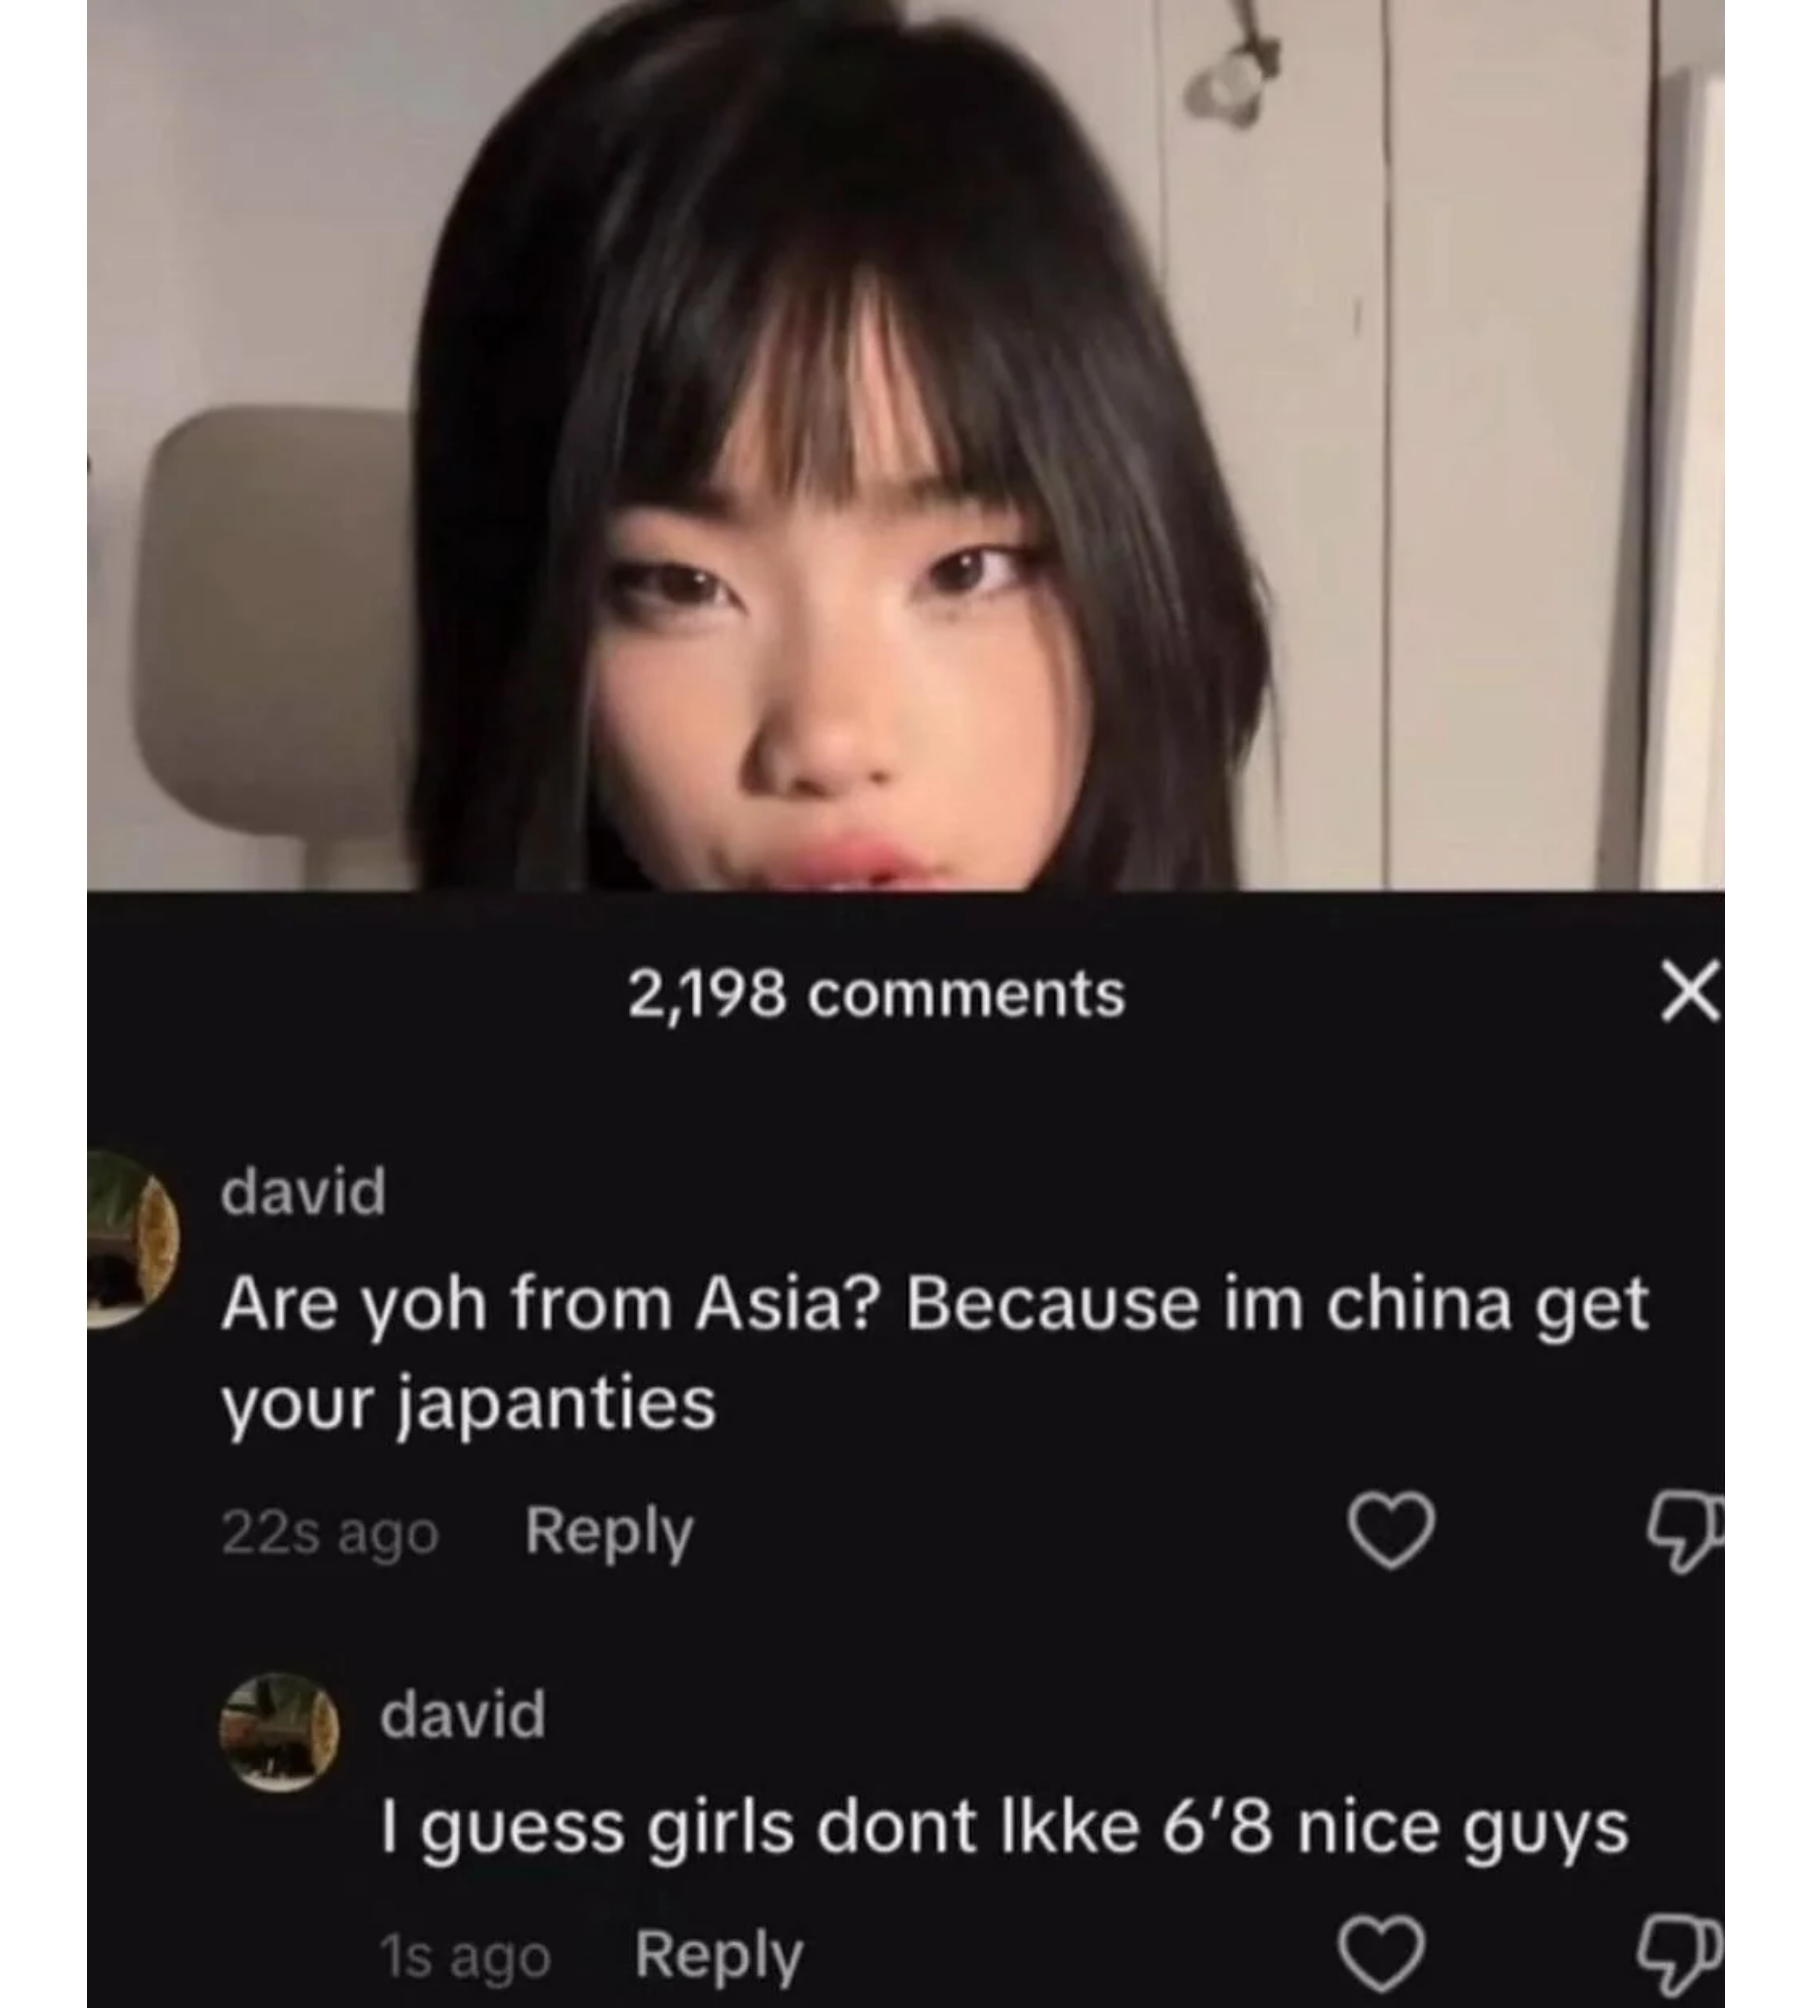 2,198 comments
david
Are yoh from Asia? Because im china get
your japanties
22s ago Reply
david
I guess girls dont lkke 6'8 nice guys
1s ago Reply